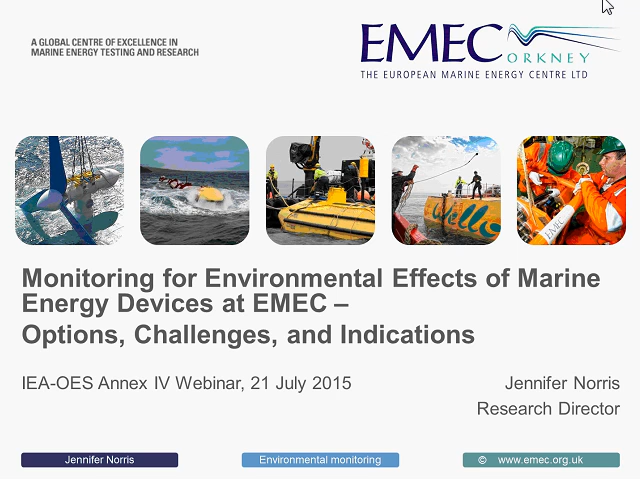 A GLOBAL CENTRE OF EXCELLENCE IN
MARINE ENERGY TESTING AND RESEARCH
EMEC
ORKNEY
THE EUROPEAN MARINE ENERGY CENTRE LTD
Wello
EMEC
Monitoring for Environmental Effects of Marine
Energy Devices at EMEC –
Options, Challenges, and Indications
IEA-OES Annex IV Webinar, 21 July 2015
Jennifer Norris
Research Director
Jennifer Norris
Environmental monitoring
© www.emec.org.uk